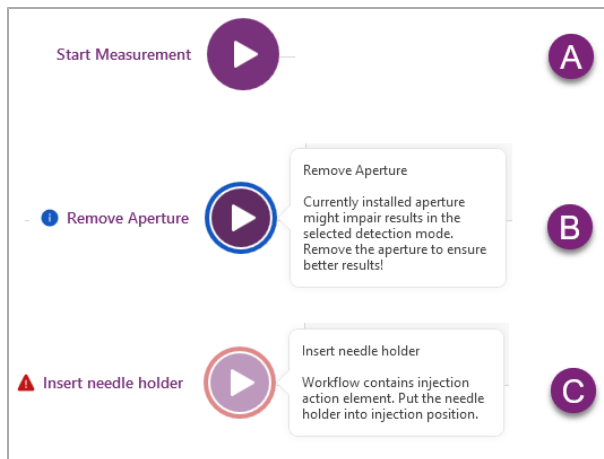 Start Measurement
A
Remove Aperture
Remove Aperture
Currently installed aperture
might impair results in the
selected detection mode.
Remove the aperture to ensure
better results!
B
Insert needle holder
Insert needle holder
Workflow contains injection
action element. Put the needle
holder into injection position.
C